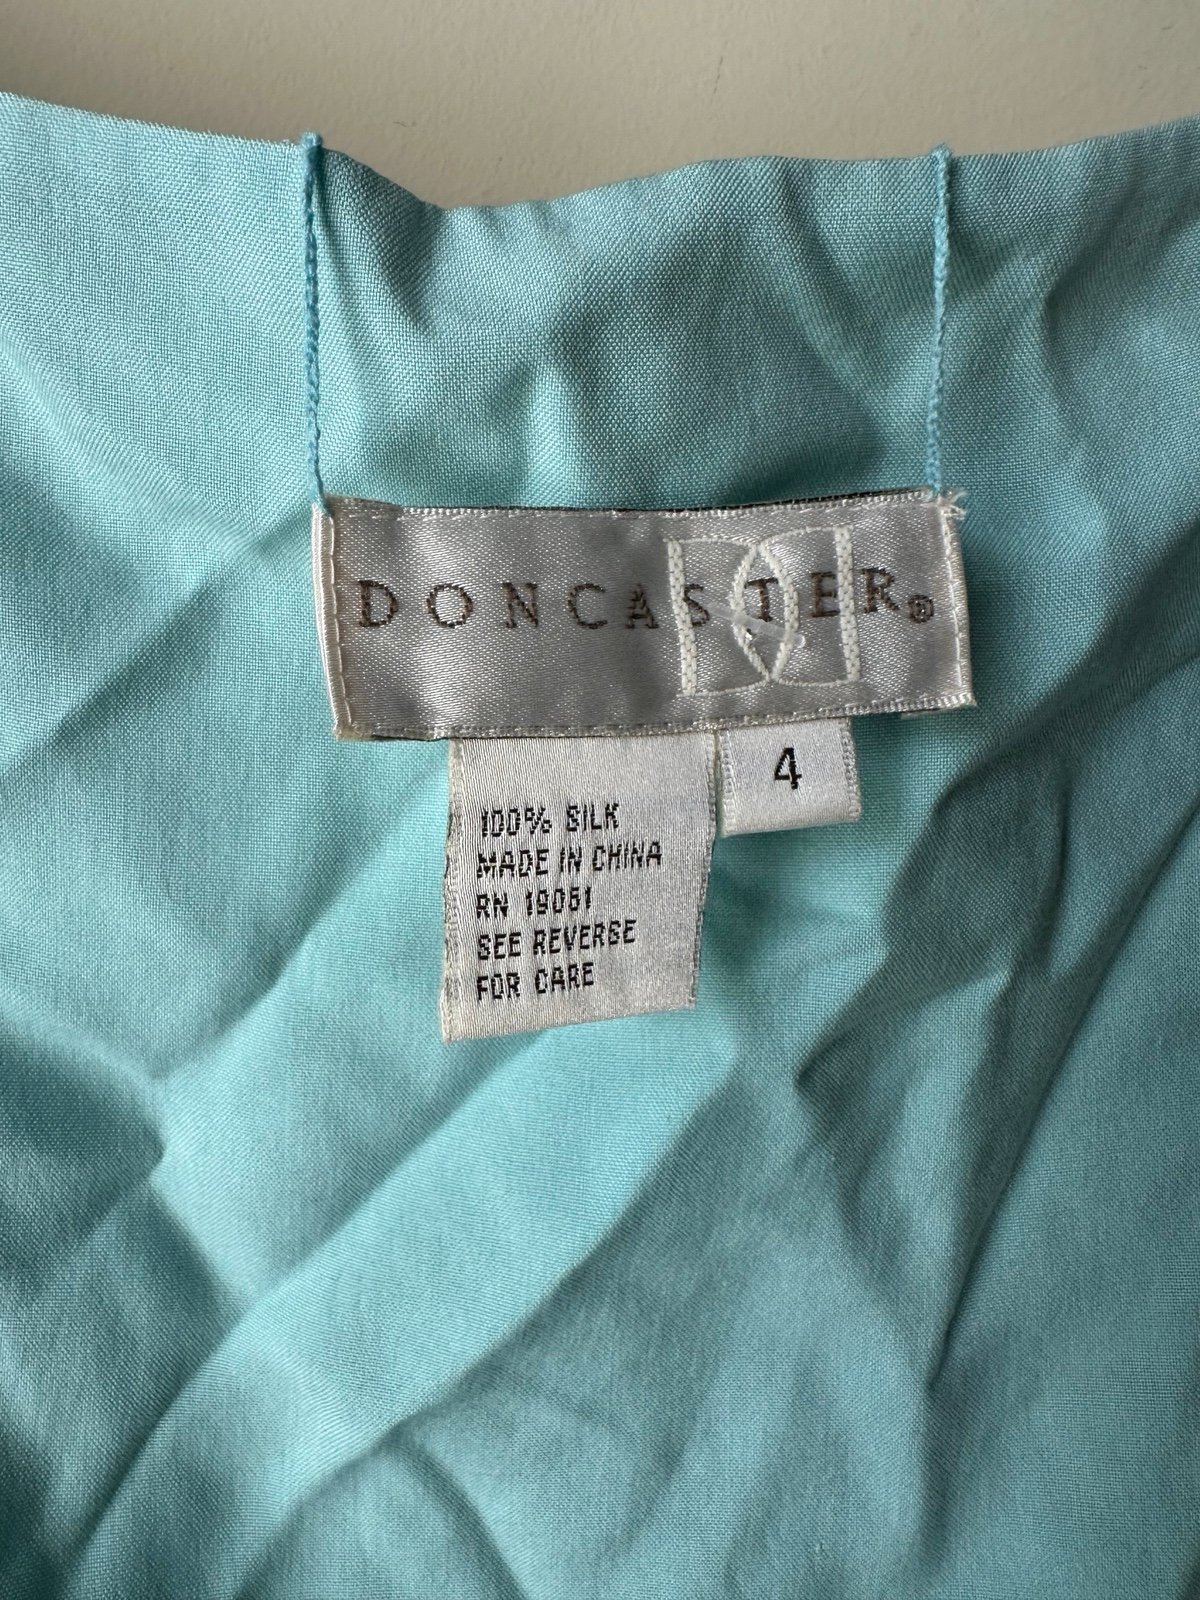 DONCASTER®
4
100% SILK
MADE IN CHINA
RN 19051
SEE REVERSE
FOR CARE